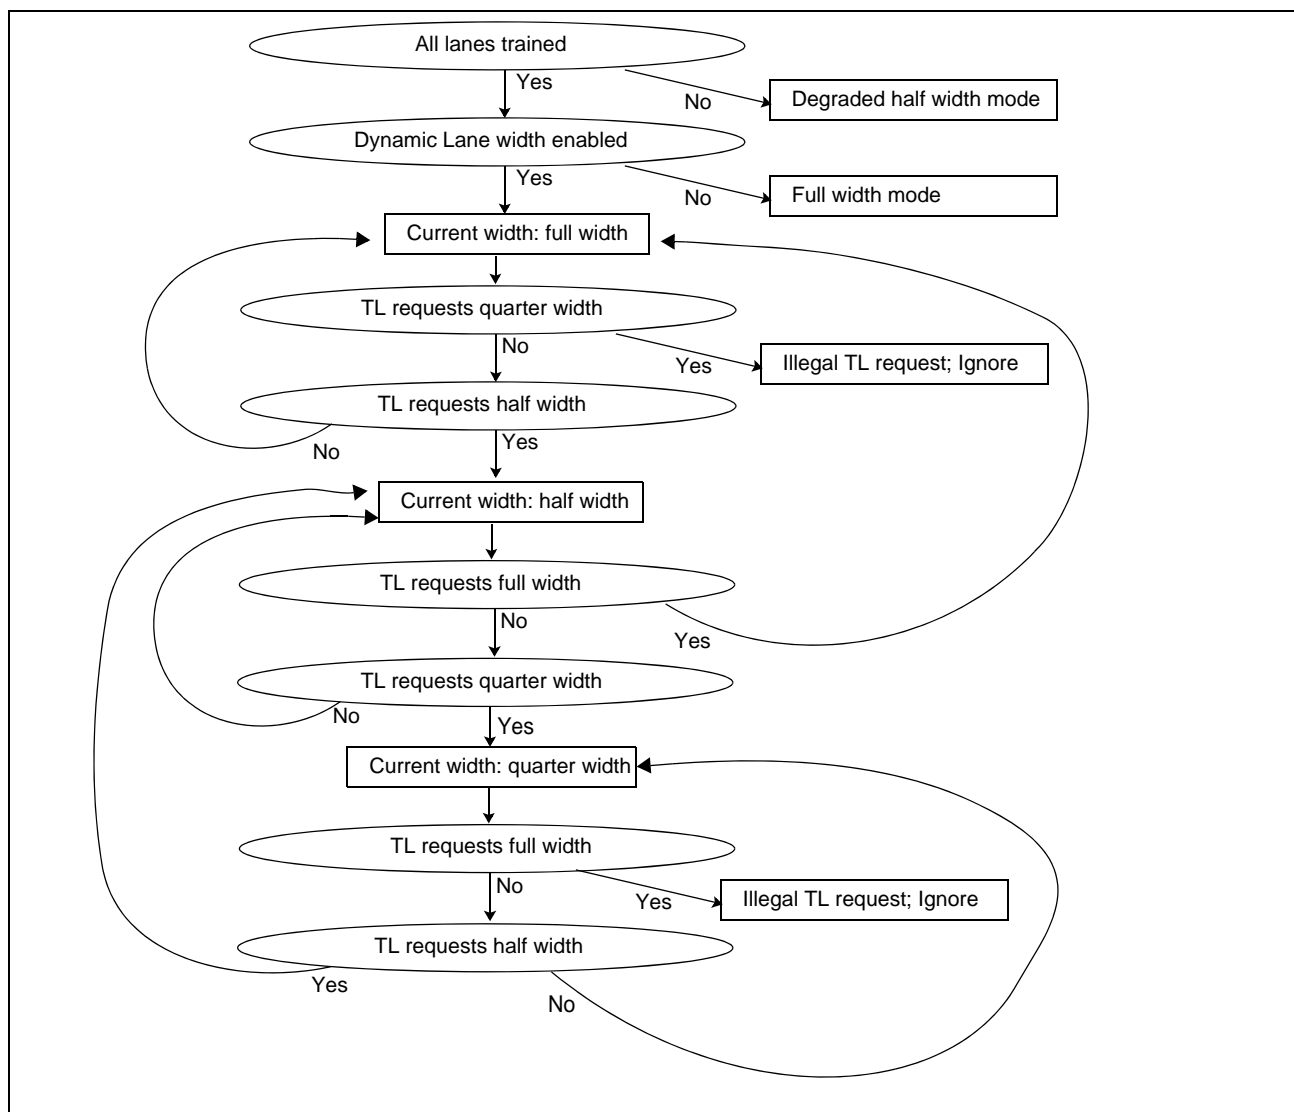 All lanes trained
Yes
No
Degraded half width mode
Dynamic Lane width enabled
Yes
No
Full width mode
Current width: full width
TL requests quarter width
No
Yes
Illegal TL request; Ignore
TL requests half width
No
Yes
Current width: half width
TL requests full width
No
Yes
TL requests quarter width
No
Yes
Current width: quarter width
TL requests full width
No
Yes
Illegal TL request; Ignore
TL requests half width
Yes
No